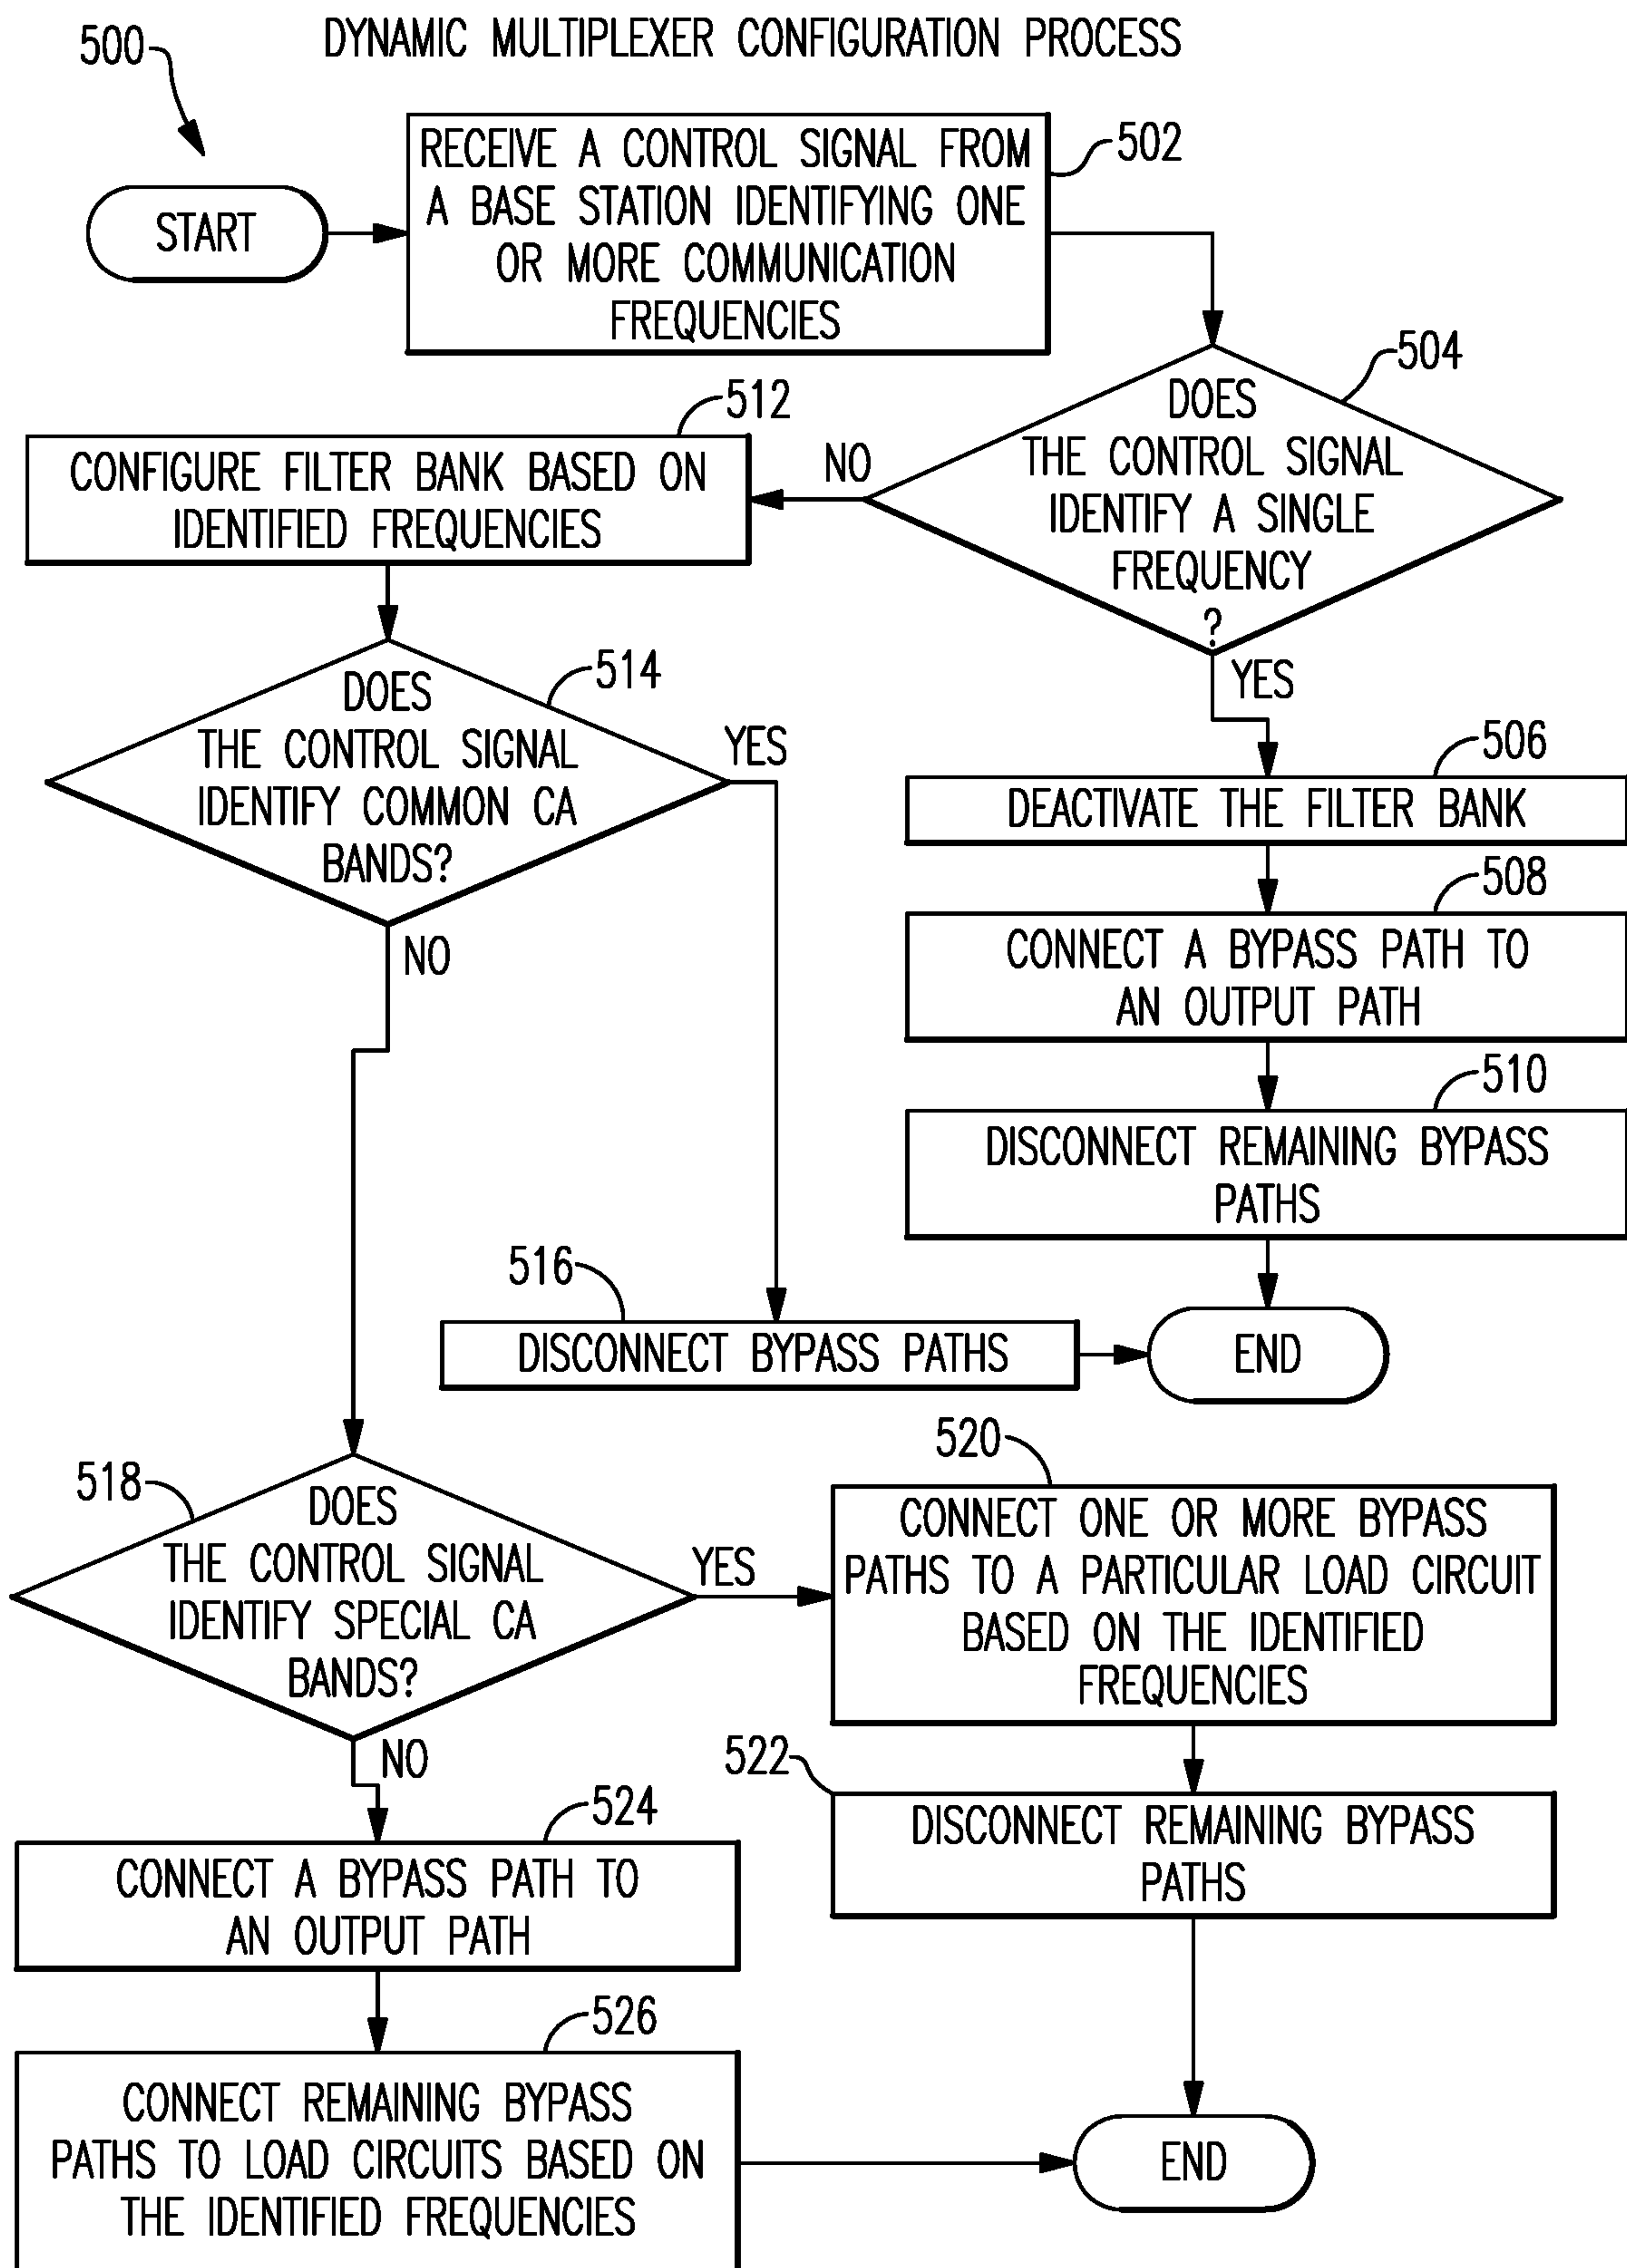 500
DYNAMIC MULTIPLEXER CONFIGURATION PROCESS
START
RECEIVE A CONTROL SIGNAL FROM
A BASE STATION IDENTIFYING ONE
OR MORE COMMUNICATION
FREQUENCIES
502
504
DOES
THE CONTROL SIGNAL
IDENTIFY A SINGLE
FREQUENCY
?
NO
YES
512
CONFIGURE FILTER BANK BASED ON
IDENTIFIED FREQUENCIES
514
DOES
THE CONTROL SIGNAL
IDENTIFY COMMON CA
BANDS?
YES
NO
506
DEACTIVATE THE FILTER BANK
508
CONNECT A BYPASS PATH TO
AN OUTPUT PATH
510
DISCONNECT REMAINING BYPASS
PATHS
516
DISCONNECT BYPASS PATHS
END
518
DOES
THE CONTROL SIGNAL
IDENTIFY SPECIAL CA
BANDS?
YES
NO
520
CONNECT ONE OR MORE BYPASS
PATHS TO A PARTICULAR LOAD CIRCUIT
BASED ON THE IDENTIFIED
FREQUENCIES
522
DISCONNECT REMAINING BYPASS
PATHS
524
CONNECT A BYPASS PATH TO
AN OUTPUT PATH
526
CONNECT REMAINING BYPASS
PATHS TO LOAD CIRCUITS BASED ON
THE IDENTIFIED FREQUENCIES
END